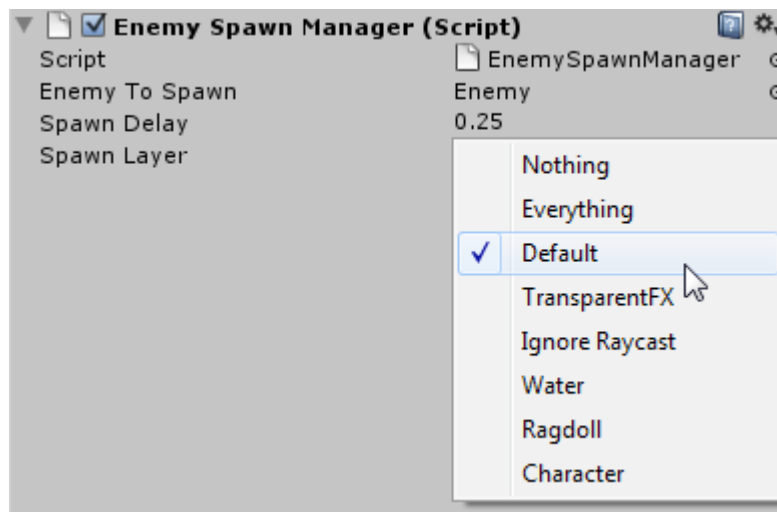 Enemy Spawn Manager (Script)
Script EnemySpawnManager
Enemy To Spawn Enemy
Spawn Delay 0.25
Spawn Layer
Nothing
Everything
Default
TransparentFX
Ignore Raycast
Water
Ragdoll
Character